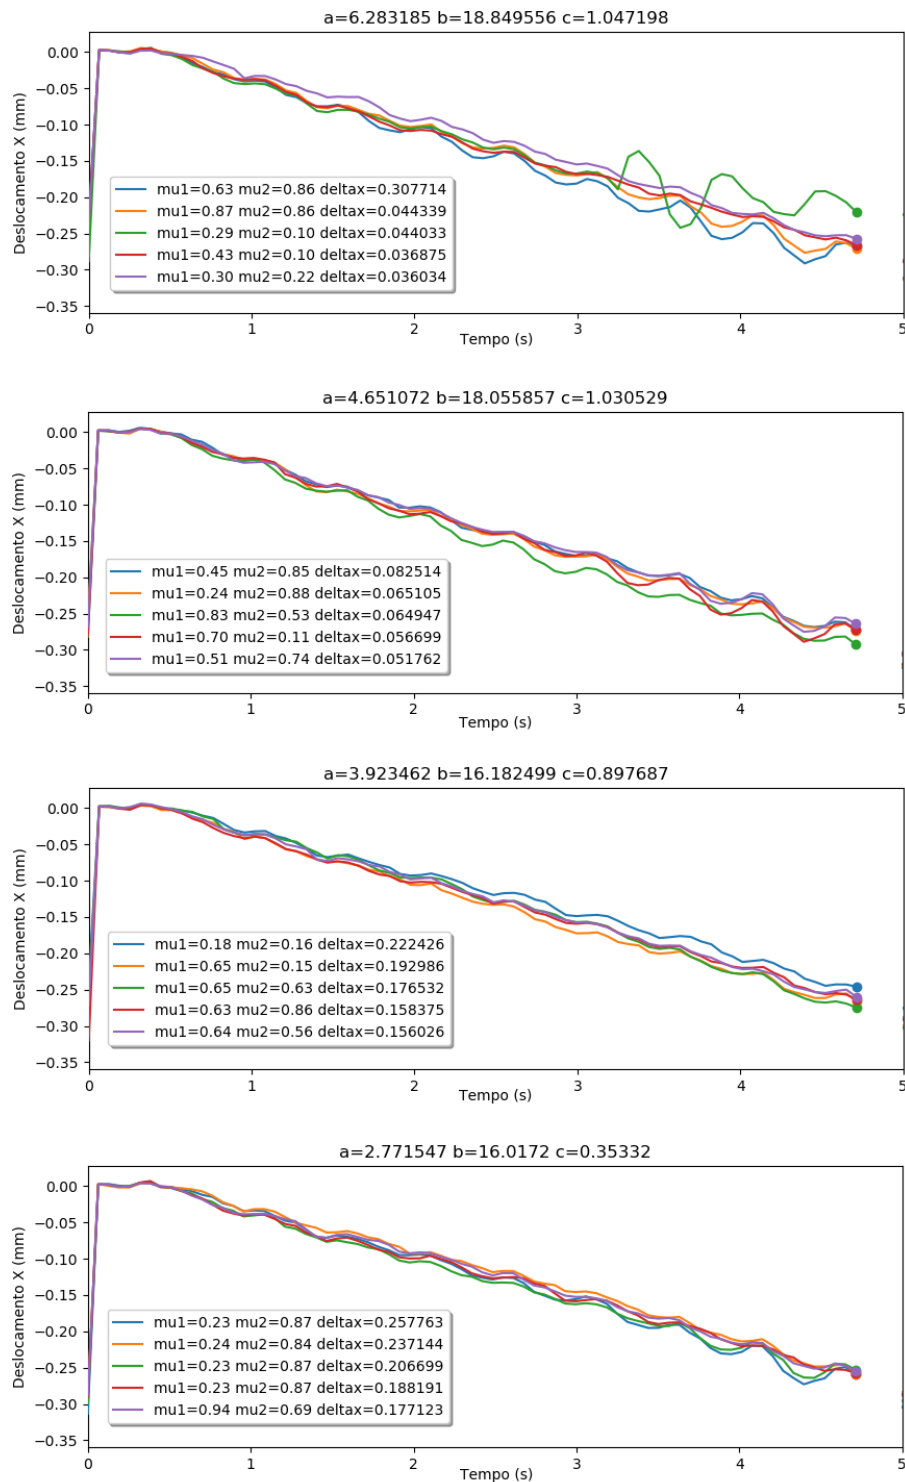 a=6.283185 b=18.849556 c=1.047198
0.00
−0.05
−0.10
−0.15
−0.20
−0.25
−0.30
−0.35
Deslocamento X (mm)
mu1=0.63 mu2=0.86 deltax=0.307714
mu1=0.87 mu2=0.86 deltax=0.044339
mu1=0.29 mu2=0.10 deltax=0.044033
mu1=0.43 mu2=0.10 deltax=0.036875
mu1=0.30 mu2=0.22 deltax=0.036034
0 1 2 3 4 5
Tempo (s)
a=4.651072 b=18.055857 c=1.030529
0.00
−0.05
−0.10
−0.15
−0.20
−0.25
−0.30
−0.35
Deslocamento X (mm)
mu1=0.45 mu2=0.85 deltax=0.082514
mu1=0.24 mu2=0.88 deltax=0.065105
mu1=0.83 mu2=0.53 deltax=0.064947
mu1=0.70 mu2=0.11 deltax=0.056699
mu1=0.51 mu2=0.74 deltax=0.051762
0 1 2 3 4 5
Tempo (s)
a=3.923462 b=16.182499 c=0.897687
0.00
−0.05
−0.10
−0.15
−0.20
−0.25
−0.30
−0.35
Deslocamento X (mm)
mu1=0.18 mu2=0.16 deltax=0.222426
mu1=0.65 mu2=0.15 deltax=0.192986
mu1=0.65 mu2=0.63 deltax=0.176532
mu1=0.63 mu2=0.86 deltax=0.158375
mu1=0.64 mu2=0.56 deltax=0.156026
0 1 2 3 4 5
Tempo (s)
a=2.771547 b=16.0172 c=0.35332
0.00
−0.05
−0.10
−0.15
−0.20
−0.25
−0.30
−0.35
Deslocamento X (mm)
mu1=0.23 mu2=0.87 deltax=0.257763
mu1=0.24 mu2=0.84 deltax=0.237144
mu1=0.23 mu2=0.87 deltax=0.206699
mu1=0.23 mu2=0.87 deltax=0.188191
mu1=0.94 mu2=0.69 deltax=0.177123
0 1 2 3 4 5
Tempo (s)